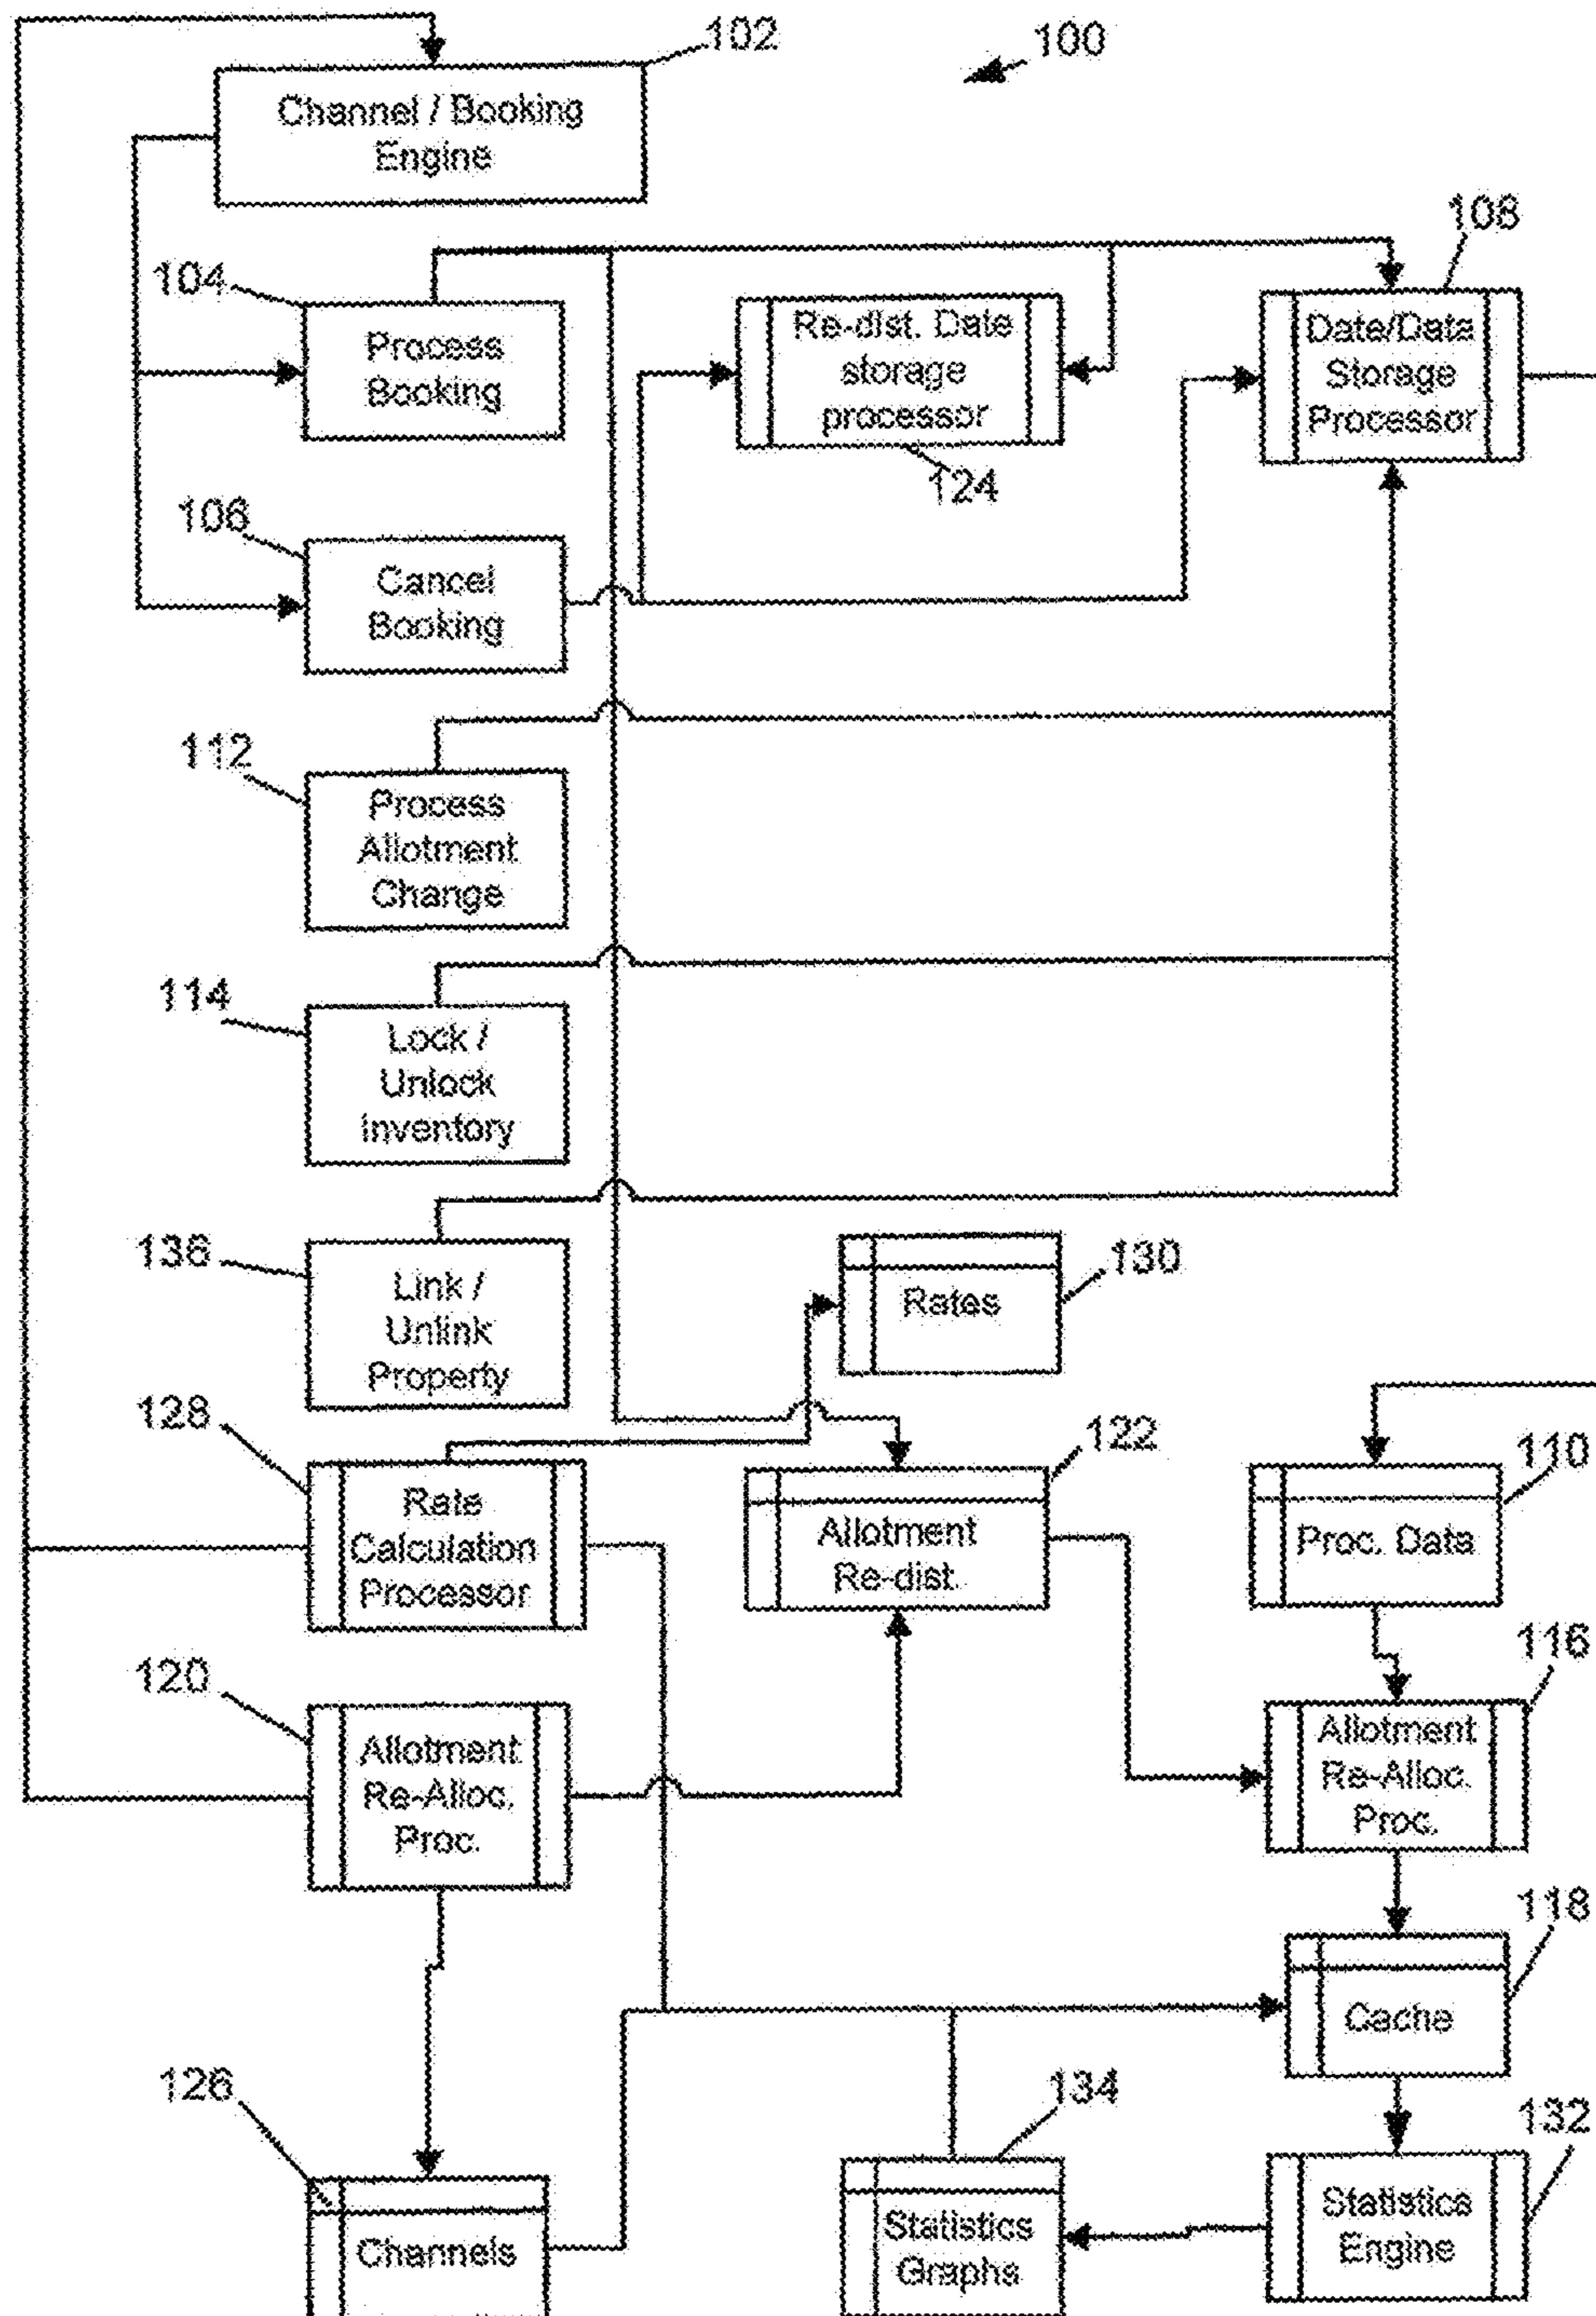 102
100
Channel / Booking
Engine
108
104
Process
Booking
Re-dist. Date
storage
processor
Date/Data
Storage
Processor
124
106
Cancel
Booking
112
Process
Allotment
Change
114
Lock /
Unlock
Inventory
136
Link /
Unlink
Property
130
Rates
128
Rate
Calculation
Processor
122
Allotment
Re-dist.
110
Proc. Data
120
Allotment
Re-Alloc.
Proc.
116
Allotment
Re-Alloc.
Proc.
118
Cache
126
Channels
134
Statistics
Graphs
132
Statistics
Engine